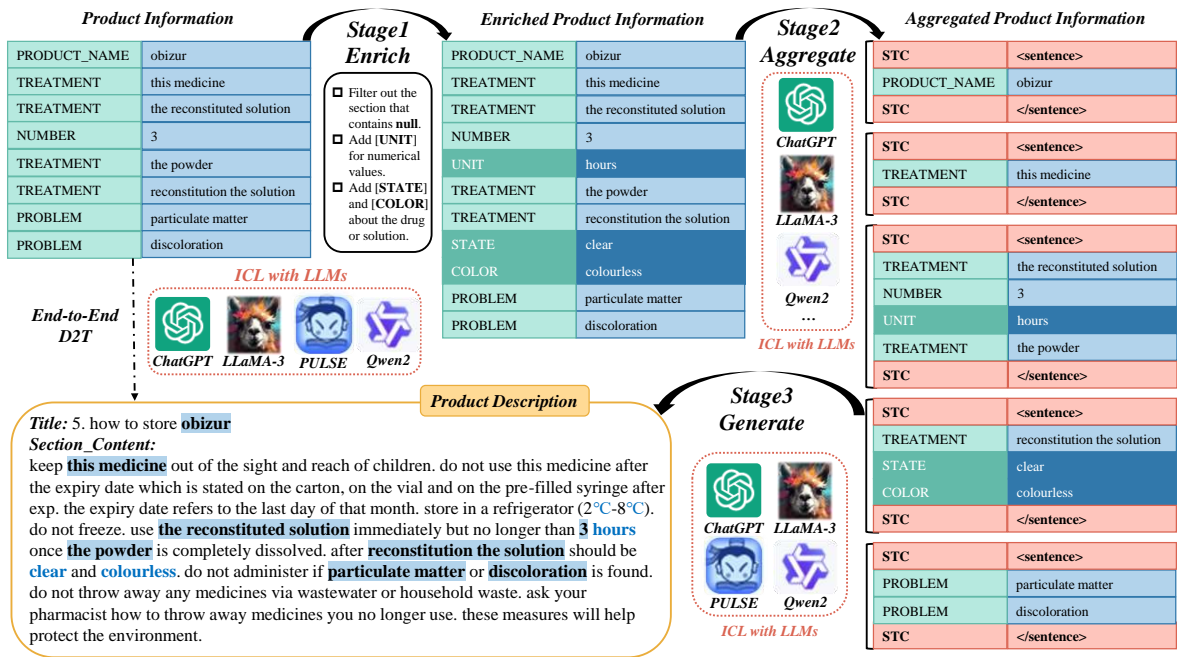 Product Information
PRODUCT_NAME obizur
TREATMENT this medicine
TREATMENT the reconstituted solution
NUMBER 3
TREATMENT the powder
TREATMENT reconstitution the solution
PROBLEM particulate matter
PROBLEM discoloration
Stage1
Enrich
Filter out the
section that
contains null.
Add [UNIT]
for numerical
values.
Add [STATE]
and [COLOR]
about the drug
or solution.
Enriched Product Information
PRODUCT_NAME obizur
TREATMENT this medicine
TREATMENT the reconstituted solution
NUMBER 3
UNIT hours
TREATMENT the powder
TREATMENT reconstitution the solution
STATE clear
COLOR colourless
PROBLEM particulate matter
PROBLEM discoloration
Stage2
Aggregate
ChatGPT
LLaMA-3
Qwen2
...
ICL with LLMs
Aggregated Product Information
STC <sentence>
PRODUCT_NAME obizur
STC </sentence>
STC <sentence>
TREATMENT this medicine
STC </sentence>
STC <sentence>
TREATMENT the reconstituted solution
NUMBER 3
UNIT hours
TREATMENT the powder
STC </sentence>
STC <sentence>
TREATMENT reconstitution the solution
STATE clear
COLOR colourless
STC </sentence>
STC <sentence>
PROBLEM particulate matter
PROBLEM discoloration
STC </sentence>
End-to-End
D2T
ICL with LLMs
ChatGPT LLaMA-3 PULSE Qwen2
Stage3
Generate
ChatGPT LLaMA-3
PULSE Qwen2
ICL with LLMs
Product Description
Title: 5. how to store obizur
Section_Content:
keep this medicine out of the sight and reach of children. do not use this medicine after
the expiry date which is stated on the carton, on the vial and on the pre-filled syringe after
exp. the expiry date refers to the last day of that month. store in a refrigerator (2℃-8℃).
do not freeze. use the reconstituted solution immediately but no longer than 3 hours
once the powder is completely dissolved. after reconstitution the solution should be
clear and colourless. do not administer if particulate matter or discoloration is found.
do not throw away any medicines via wastewater or household waste. ask your
pharmacist how to throw away medicines you no longer use. these measures will help
protect the environment.